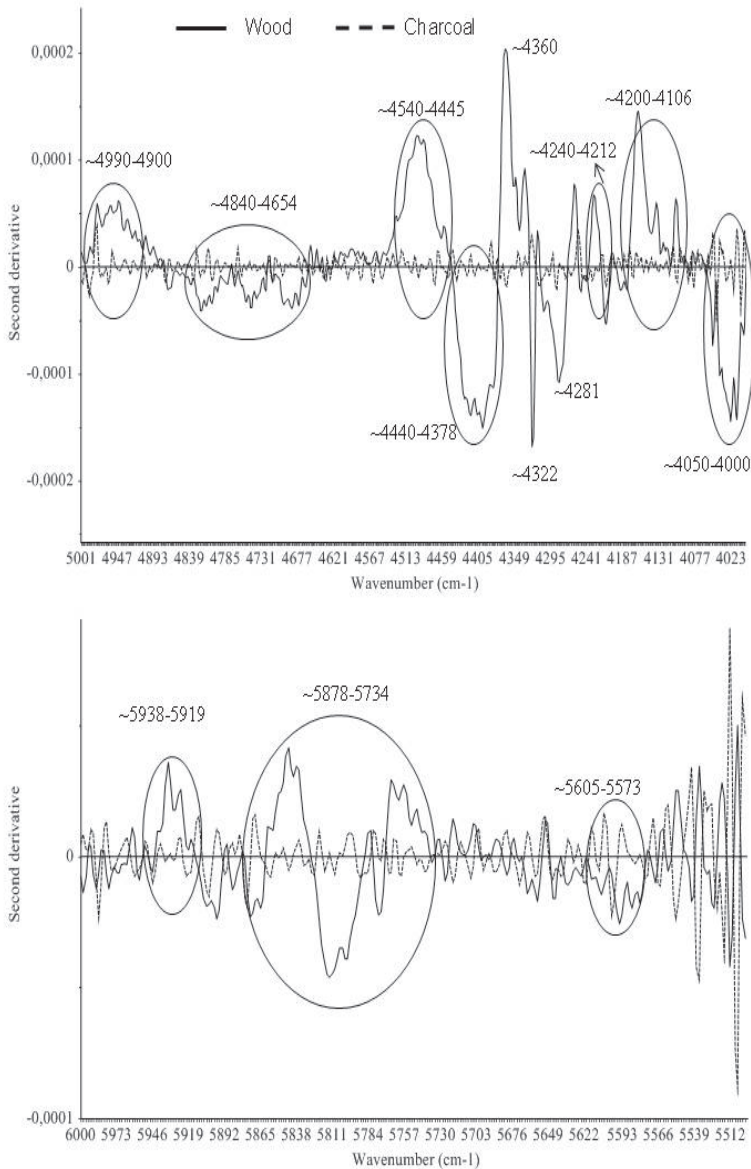 Wood Charcoal
0,0002
~4360
~4540-4445
~4200-4106
0,0001
~4990-4900
~4240-4212
~4840-4654
Second derivative
0
-0,0001
~4281
~4440-4378
~4322
~4050-4000
-0,0002
5001 4947 4893 4839 4785 4731 4677 4621 4567 4513 4459 4405 4349 4295 4241 4187 4131 4077 4023
Wavenumber (cm-1)
~5878-5734
~5938-5919
~5605-5573
Second derivative
0
-0,0001
6000 5973 5946 5919 5892 5865 5838 5811 5784 5757 5730 5703 5676 5649 5622 5593 5566 5539 5512
Wavenumber (cm-1)